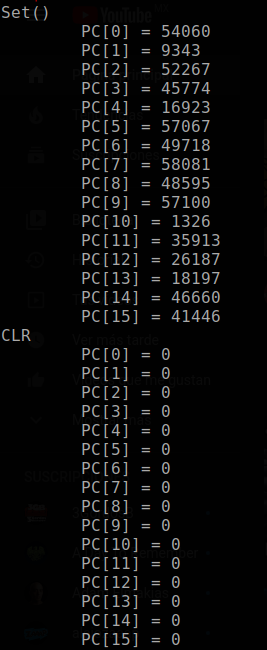 Set()
PC[0] = 54060
PC[1] = 9343
PC[2] = 52267
PC[3] = 45774
PC[4] = 16923
PC[5] = 57067
PC[6] = 49718
PC[7] = 58081
PC[8] = 48595
PC[9] = 57100
PC[10] = 1326
PC[11] = 35913
PC[12] = 26187
PC[13] = 18197
PC[14] = 46660
PC[15] = 41446
CLR
PC[0] = 0
PC[1] = 0
PC[2] = 0
PC[3] = 0
PC[4] = 0
PC[5] = 0
PC[6] = 0
PC[7] = 0
PC[8] = 0
PC[9] = 0
PC[10] = 0
PC[11] = 0
PC[12] = 0
PC[13] = 0
PC[14] = 0
PC[15] = 0